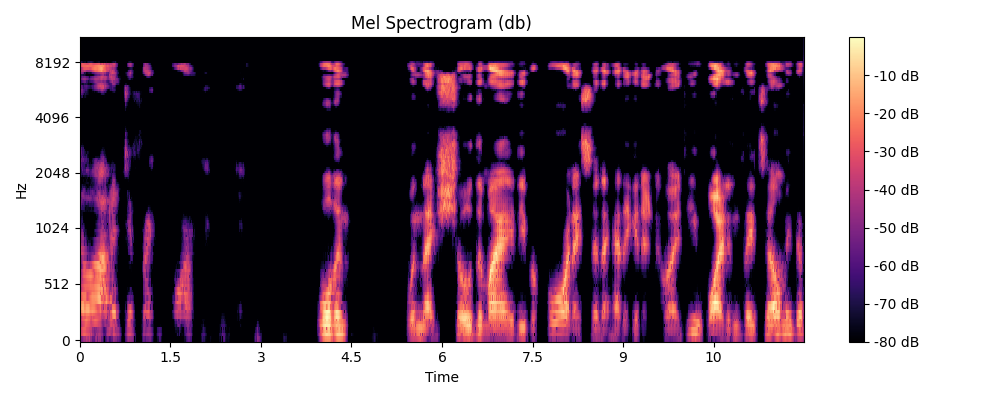 Mel Spectrogram (db)
8192
4096
2048
1024
512
0
Hz
0 1.5 3 4.5 6 7.5 9 10
Time
-10 dB
-20 dB
-30 dB
-40 dB
-50 dB
-60 dB
-70 dB
-80 dB